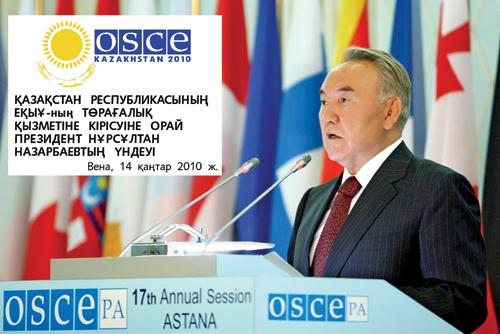 OSCE
KAZAKHSTAN 2010
ҚАЗАҚСТАН РЕСПУБЛИКАСЫНЫҢ
ЕҚЫҰ-ның ТӨРАҒАЛЫҚ
ҚЫЗМЕТІНЕ КІРІСУІНЕ ОРАЙ
ПРЕЗИДЕНТ НҰРСҰЛТАН
НАЗАРБАЕВТЫҢ ҮНДЕУІ
Вена, 14 қаңтар 2010 ж.
OSCE PA
17th Annual Session
ASTANA
OSCE PA